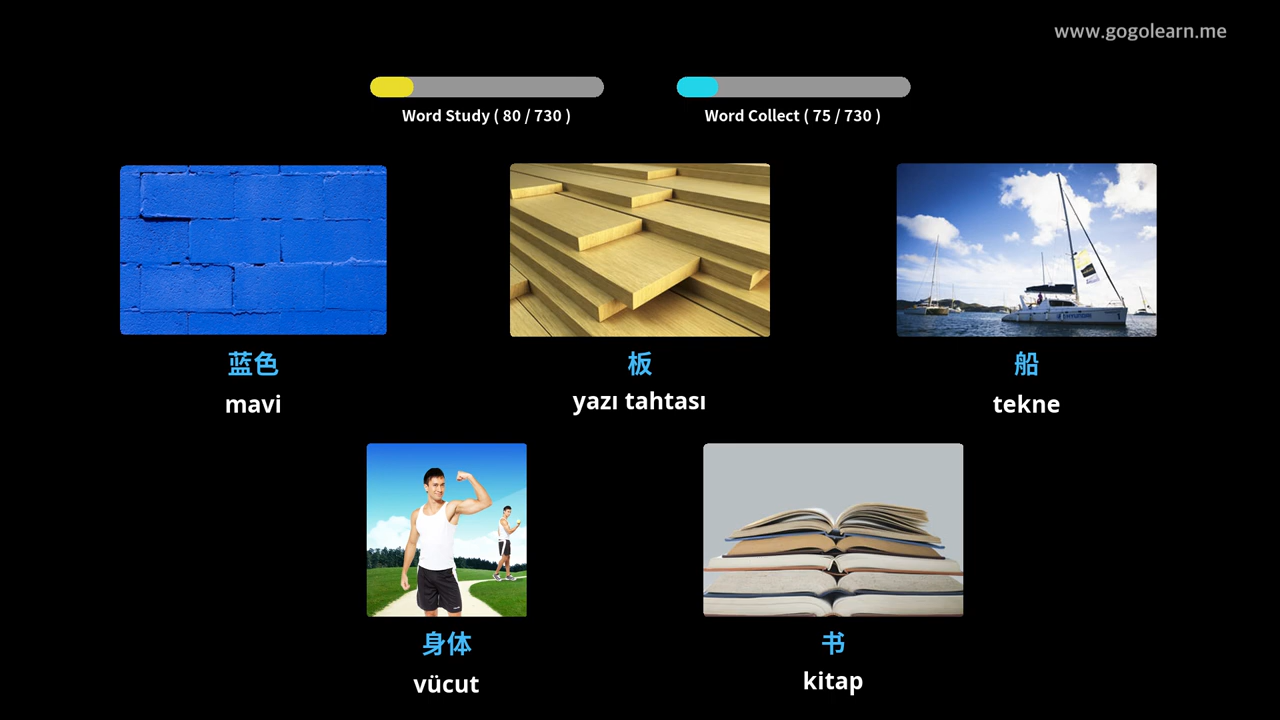 www.gogolearn.me
Word Study ( 80 / 730 )
Word Collect ( 75 / 730 )
蓝色
板
船
mavi
yazı tahtası
tekne
身体
书
vücut
kitap